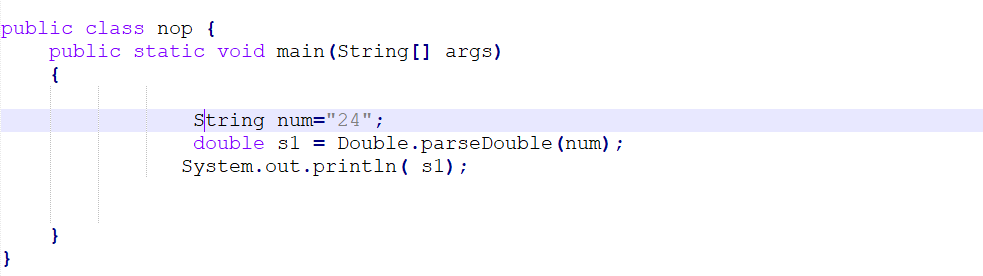 public class nop {
    public static void main(String[] args)
    {
                String num="24";
                double s1 = Double.parseDouble(num);
               System.out.println( s1);
    }
}